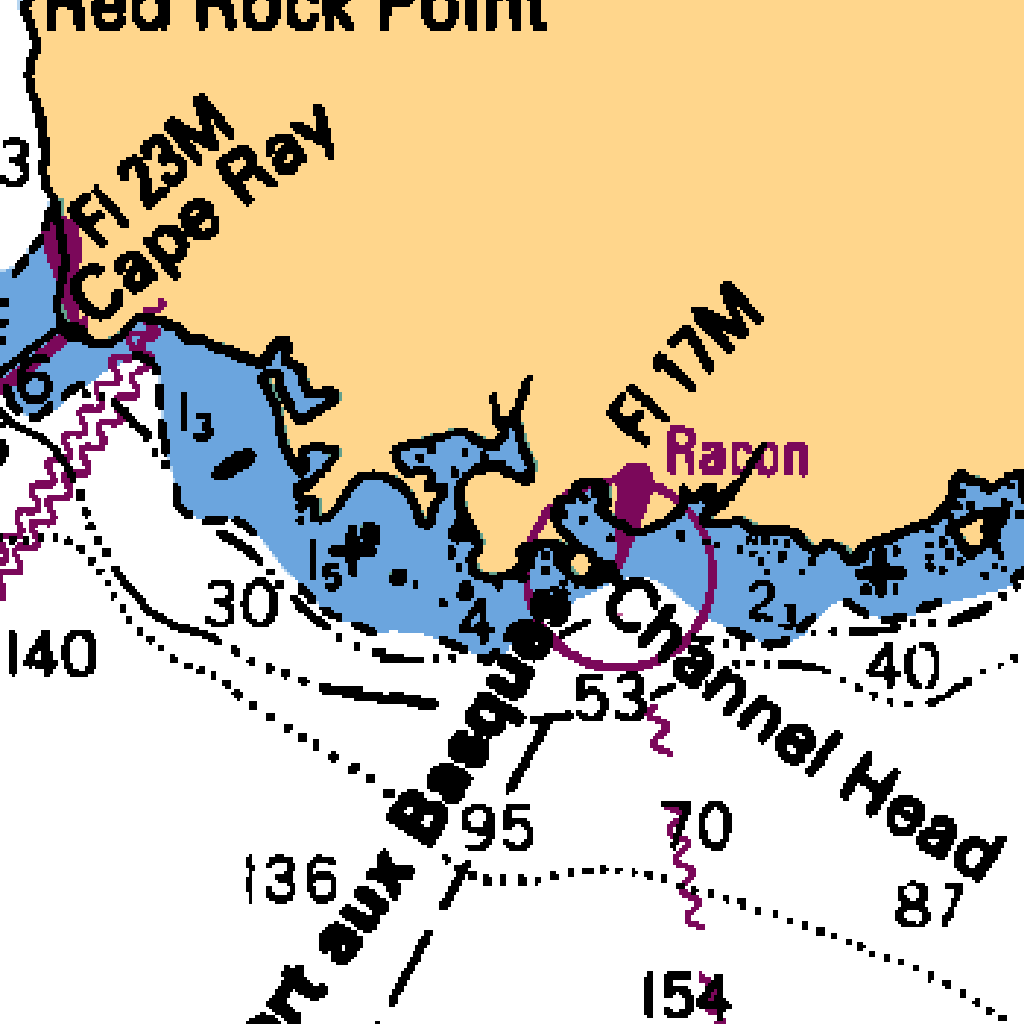 Red Rock Point
3
Fl 23M
Cape Ray
Fl 17M
6
13
Racon
15
30
4
21
140
40
53
Channel Head
Basques
aux
95
70
136
87
154